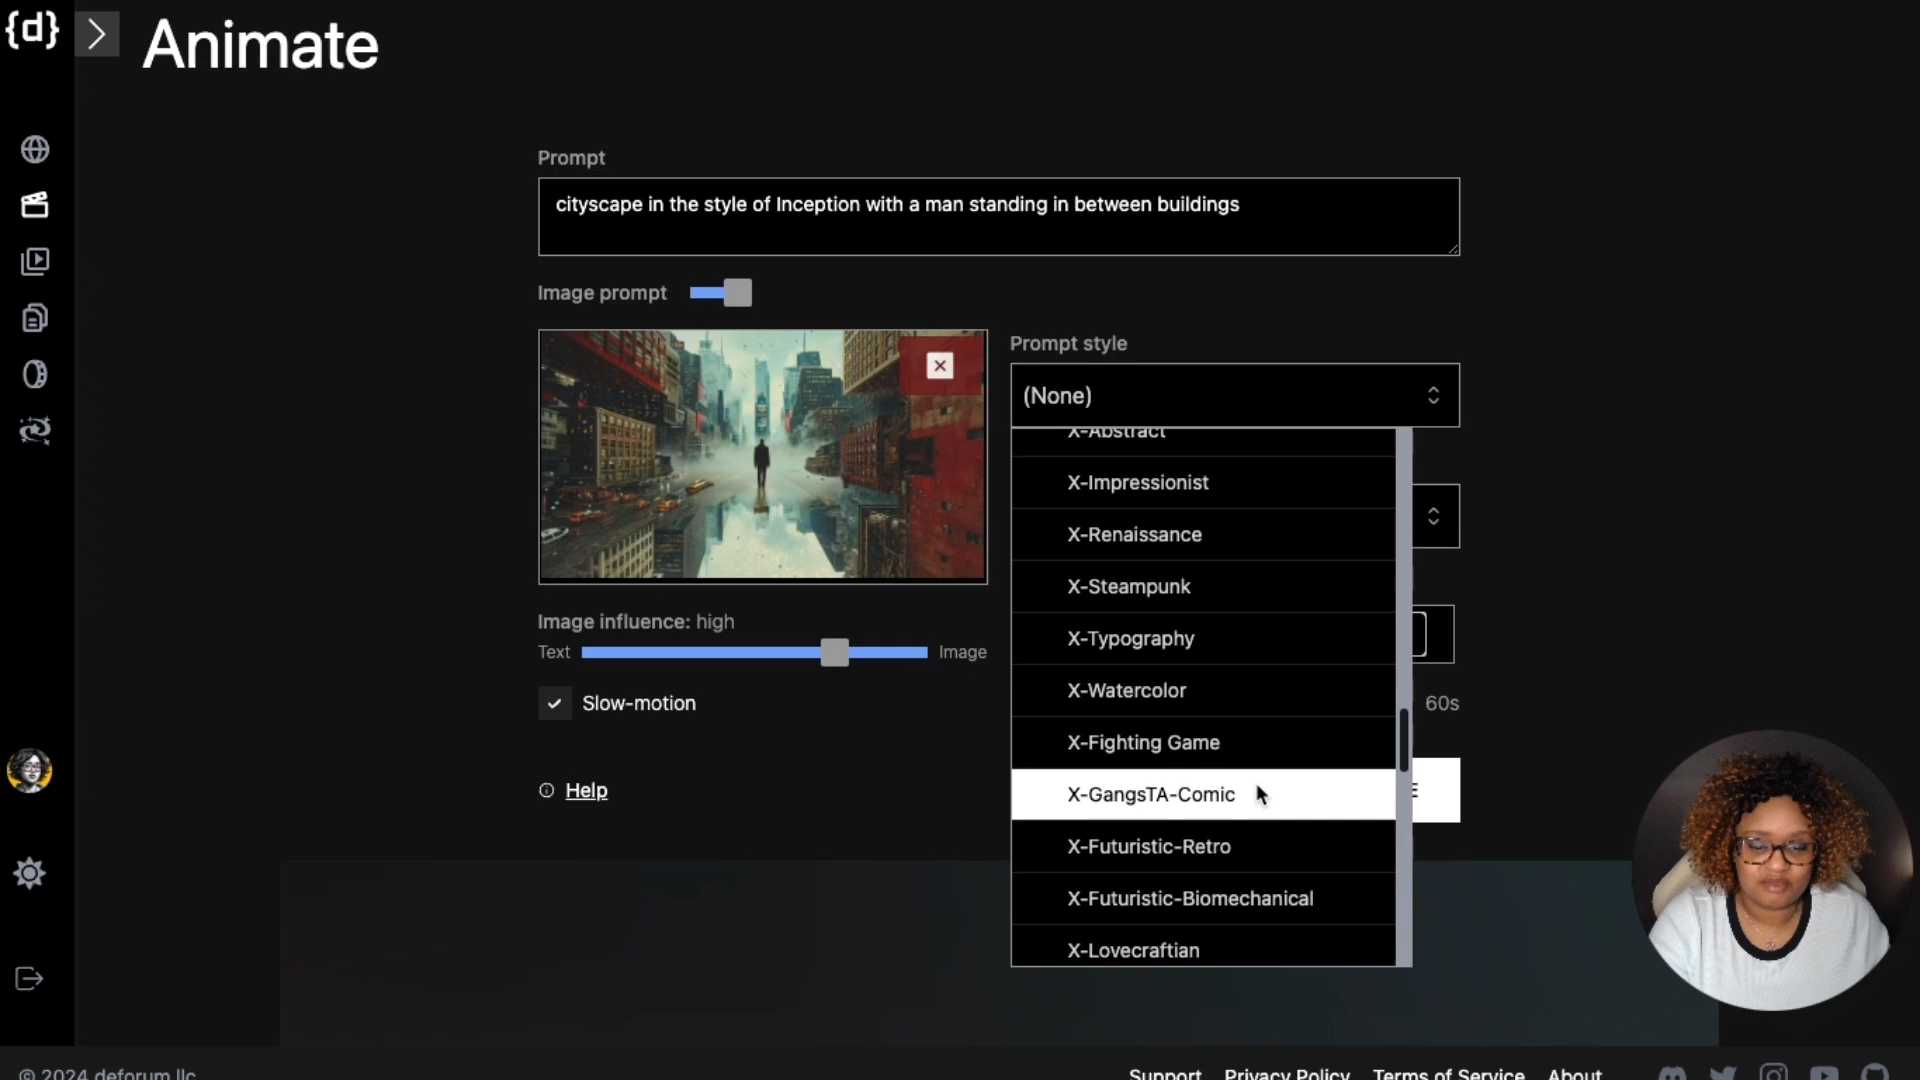 {d}
Animate
Prompt
cityscape in the style of Inception with a man standing in between buildings
Image prompt
Prompt style
(None)
X-Abstract
X-Impressionist
X-Renaissance
X-Steampunk
X-Typography
X-Watercolor
X-Fighting Game
X-GangsTA-Comic
X-Futuristic-Retro
X-Futuristic-Biomechanical
X-Lovecraftian
Image influence: high
Text
Image
Slow-motion
60s
Help
E
© 2024 deforum llc
Support
Privacy Policy
Terms of Service
About